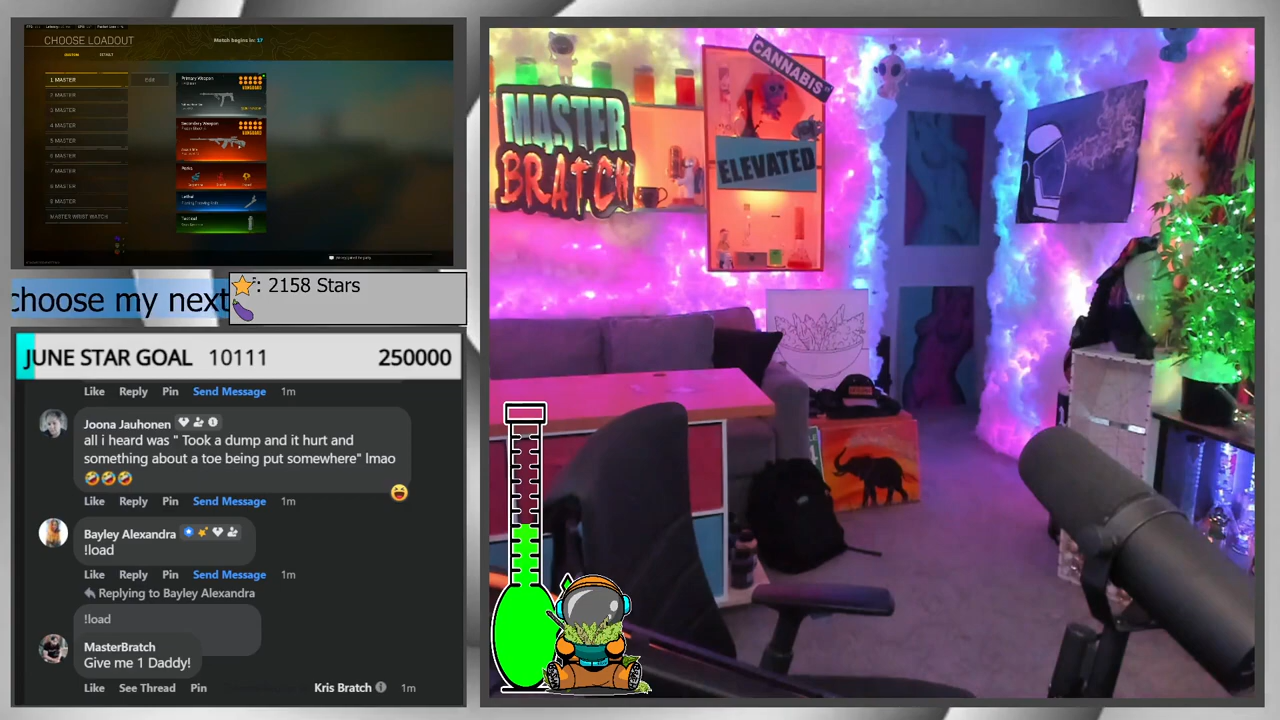 CHOOSE LOADOUT
Match begins in: 17
1 MASTER
Edit
2 MASTER
3 MASTER
4 MASTER
5 MASTER
6 MASTER
7 MASTER
8 MASTER
9 MASTER
MASTER WRIST WATCH
Primary Weapon
VANGUARD
Secondary Weapon
VANGUARD
Perks
Lethal
Tactical
choose my next
: 2158 Stars
JUNE STAR GOAL 10111 250000
Like Reply Pin Send Message 1m
Joona Jauhonen
all i heard was " Took a dump and it hurt and
something about a toe being put somewhere" lmao
🤣🤣🤣
Like Reply Pin Send Message 1m
Bayley Alexandra
!load
Like Reply Pin Send Message 1m
Replying to Bayley Alexandra
!load
MasterBratch
Give me 1 Daddy!
Like See Thread Pin Kris Bratch 1m
MASTER
BRATCH
CANNABIS
ELEVATED